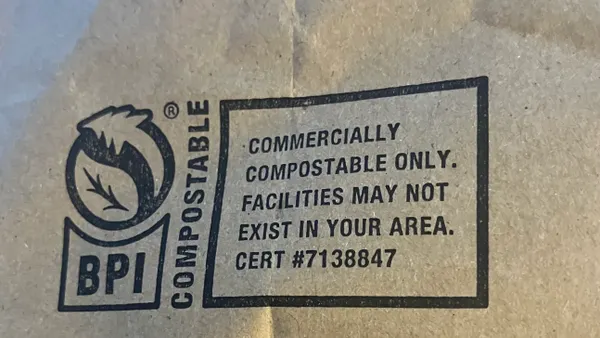 BPI
®
COMPOSTABLE
COMMERCIALLY
COMPOSTABLE ONLY.
FACILITIES MAY NOT
EXIST IN YOUR AREA.
CERT #7138847